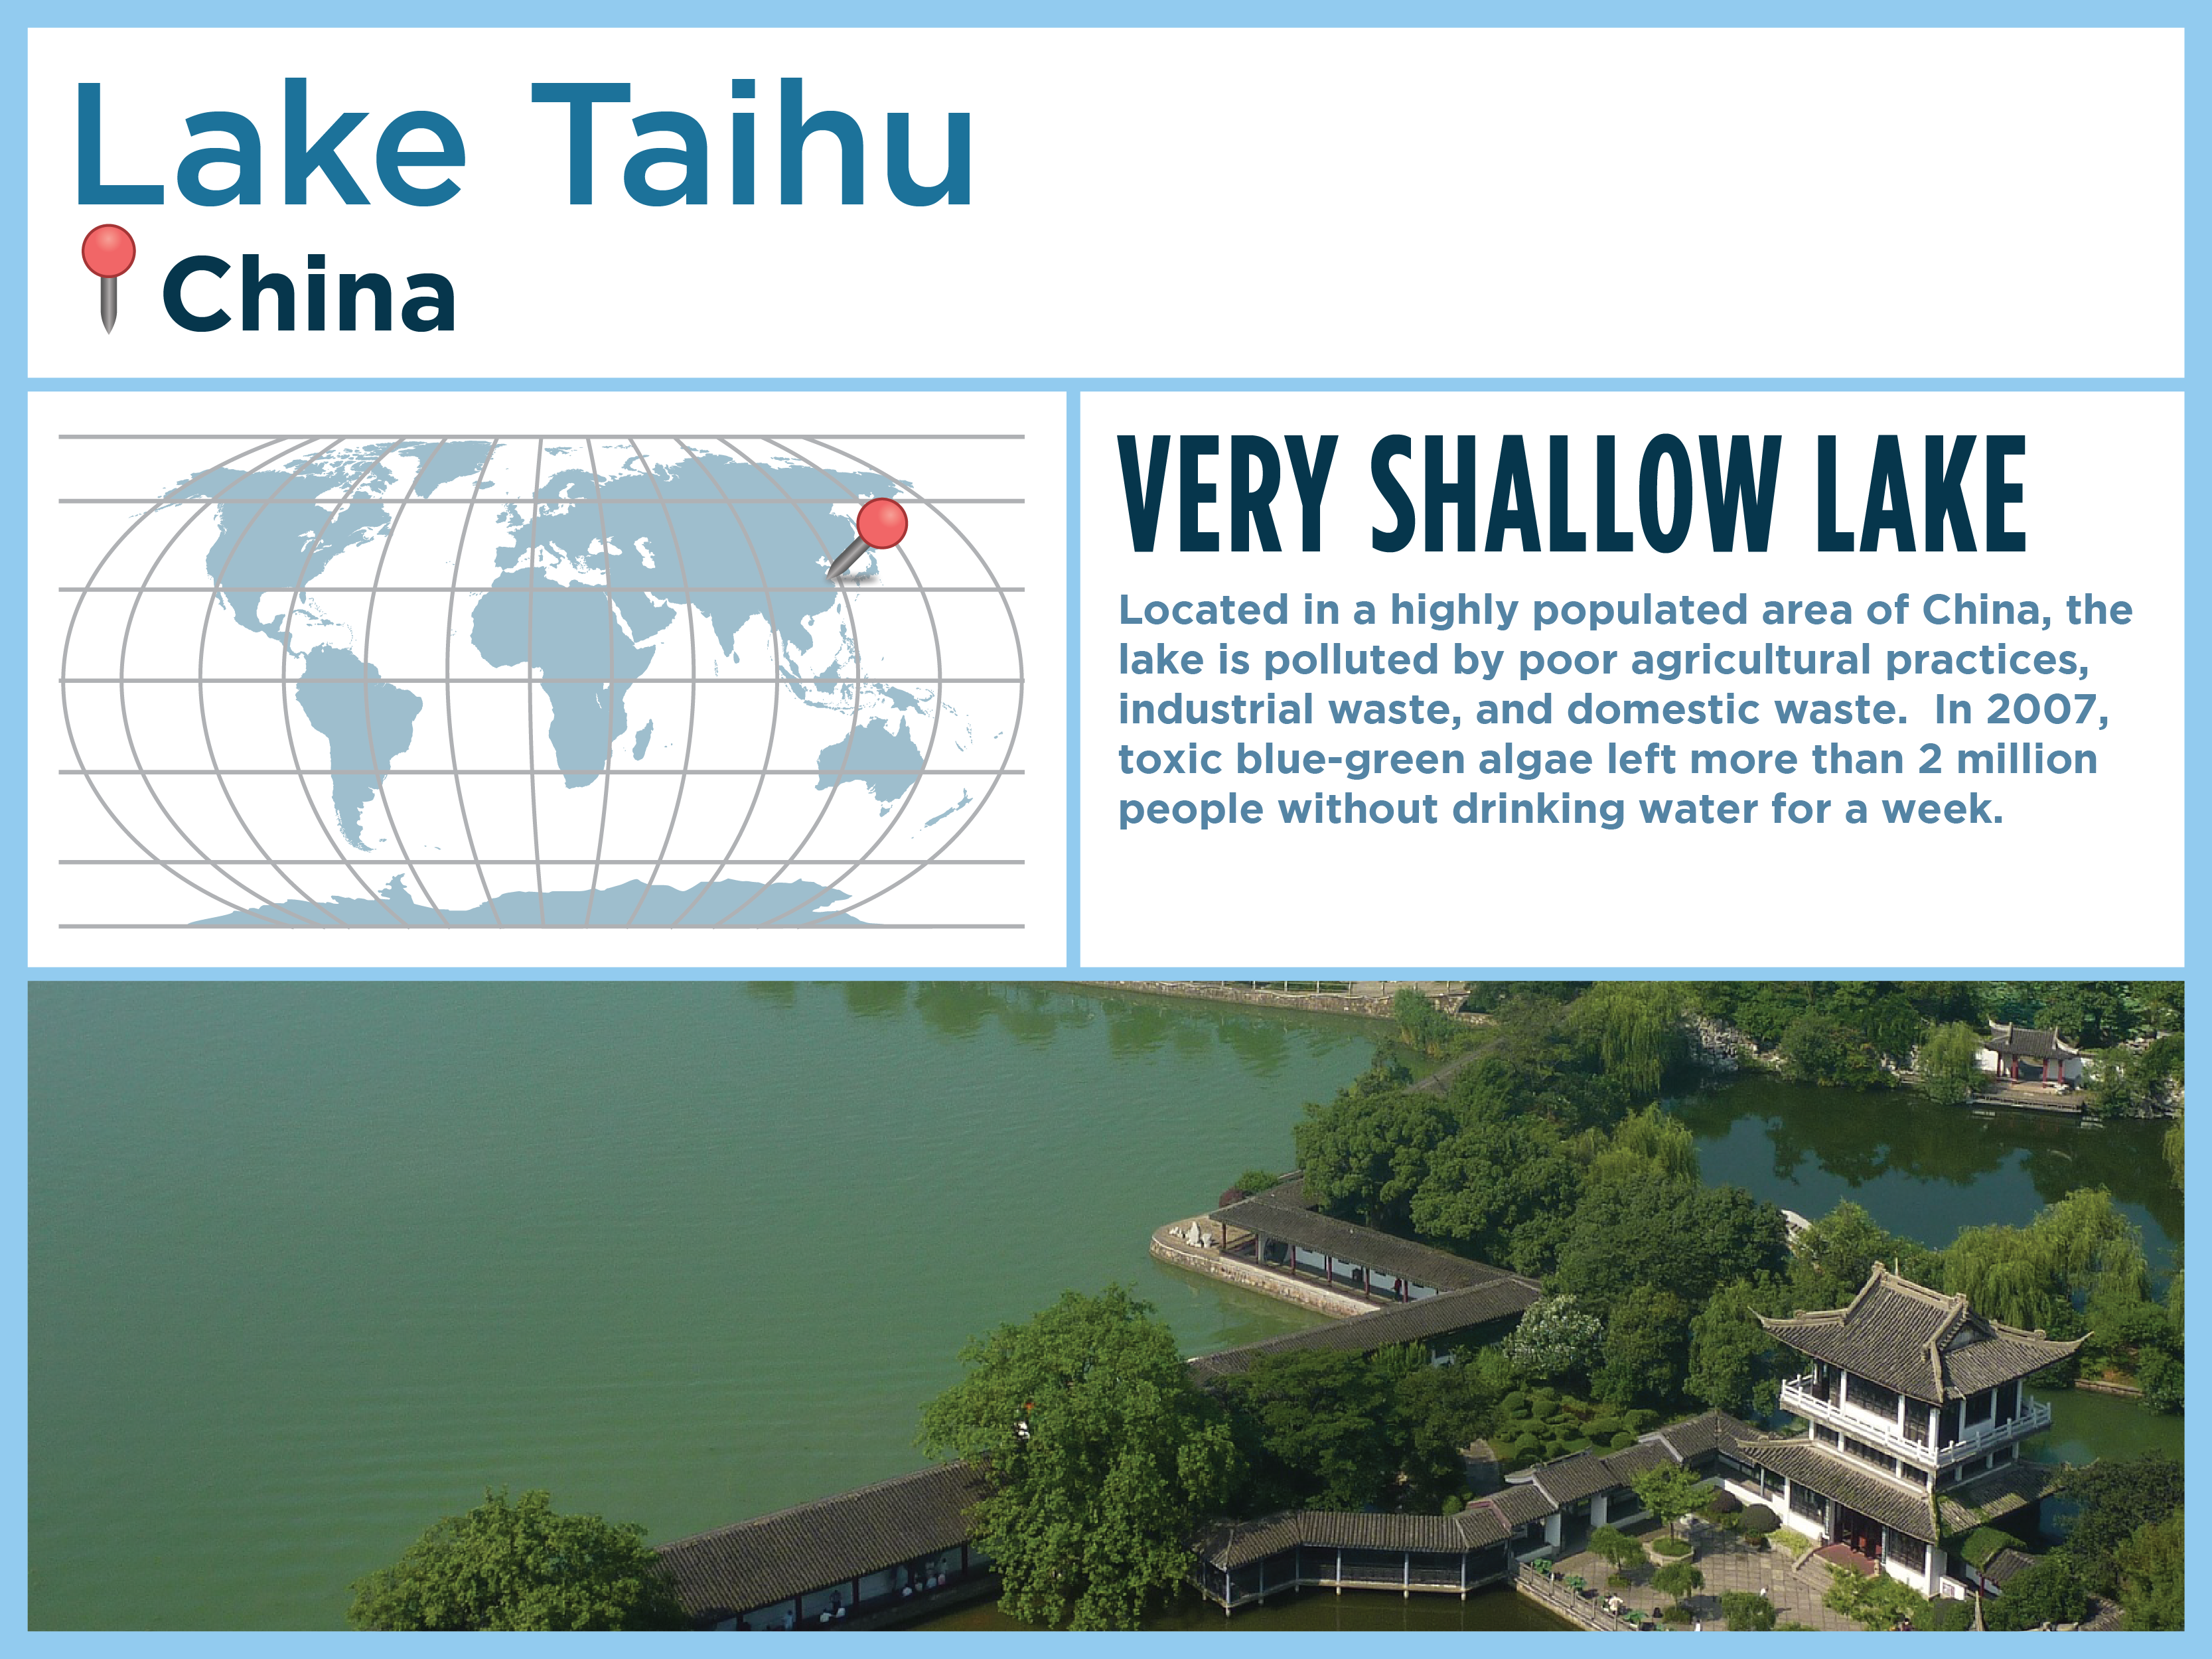 Lake Taihu
China
VERY SHALLOW LAKE
Located in a highly populated area of China, the
lake is polluted by poor agricultural practices,
industrial waste, and domestic waste.  In 2007,
toxic blue-green algae left more than 2 million
people without drinking water for a week.